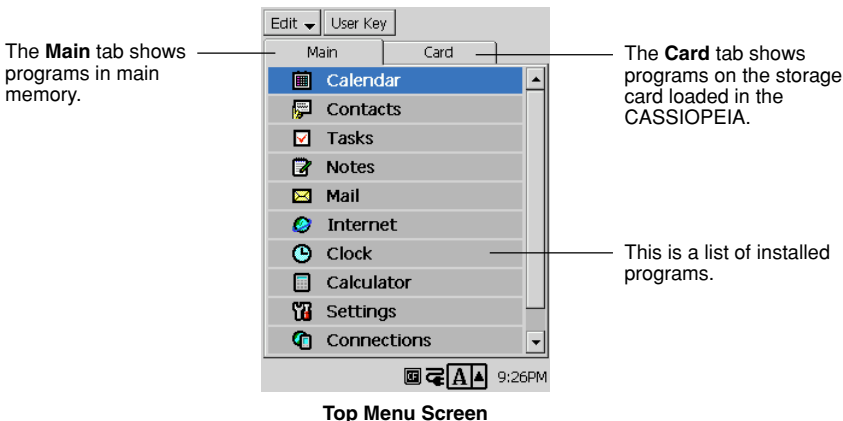 Edit User Key
Main Card
The Main tab shows
programs in main
memory.
The Card tab shows
programs on the storage
card loaded in the
CASSIOPEIA.
Calendar
Contacts
Tasks
Notes
Mail
Internet
Clock
Calculator
Settings
Connections
This is a list of installed
programs.
CF A 9:26PM
Top Menu Screen